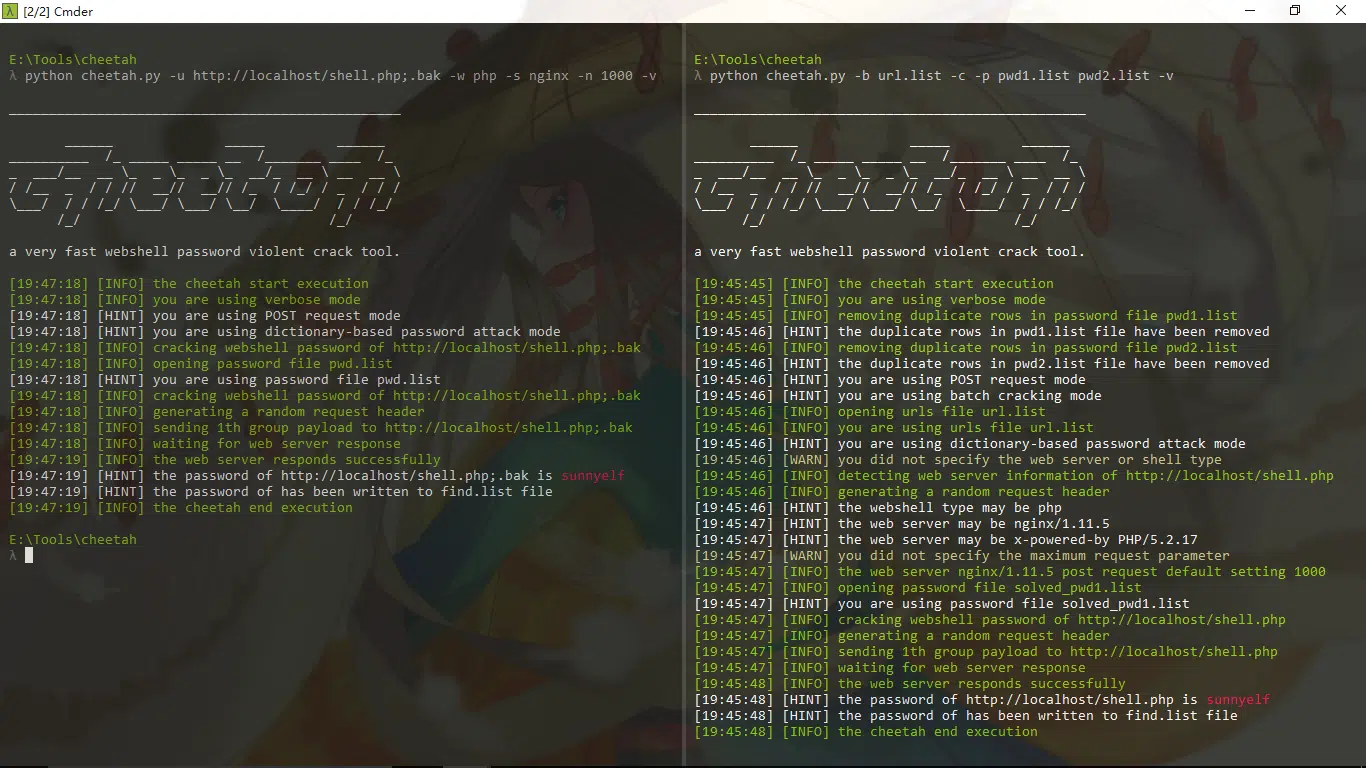 [2/2] Cmder
E:\Tools\cheetah
λ python cheetah.py -u http://localhost/shell.php;.bak -w php -s nginx -n 1000 -v
cheetah
a very fast webshell password violent crack tool.
[19:47:18] [INFO] the cheetah start execution
[19:47:18] [INFO] you are using verbose mode
[19:47:18] [HINT] you are using POST request mode
[19:47:18] [HINT] you are using dictionary-based password attack mode
[19:47:18] [INFO] cracking webshell password of http://localhost/shell.php;.bak
[19:47:18] [INFO] opening password file pwd.list
[19:47:18] [HINT] you are using password file pwd.list
[19:47:18] [INFO] cracking webshell password of http://localhost/shell.php;.bak
[19:47:18] [INFO] generating a random request header
[19:47:18] [INFO] sending 1th group payload to http://localhost/shell.php;.bak
[19:47:18] [INFO] waiting for web server response
[19:47:19] [INFO] the web server responds successfully
[19:47:19] [HINT] the password of http://localhost/shell.php;.bak is sunnyelf
[19:47:19] [HINT] the password of has been written to find.list file
[19:47:19] [INFO] the cheetah end execution
E:\Tools\cheetah
λ
E:\Tools\cheetah
λ python cheetah.py -b url.list -c -p pwd1.list pwd2.list -v
cheetah
a very fast webshell password violent crack tool.
[19:45:45] [INFO] the cheetah start execution
[19:45:45] [INFO] you are using verbose mode
[19:45:45] [INFO] removing duplicate rows in password file pwd1.list
[19:45:46] [HINT] the duplicate rows in pwd1.list file have been removed
[19:45:46] [INFO] removing duplicate rows in password file pwd2.list
[19:45:46] [HINT] the duplicate rows in pwd2.list file have been removed
[19:45:46] [HINT] you are using POST request mode
[19:45:46] [HINT] you are using batch cracking mode
[19:45:46] [INFO] opening urls file url.list
[19:45:46] [INFO] you are using urls file url.list
[19:45:46] [HINT] you are using dictionary-based password attack mode
[19:45:46] [WARN] you did not specify the web server or shell type
[19:45:46] [INFO] detecting web server information of http://localhost/shell.php
[19:45:46] [INFO] generating a random request header
[19:45:46] [HINT] the webshell type may be php
[19:45:47] [HINT] the web server may be nginx/1.11.5
[19:45:47] [HINT] the web server may be x-powered-by PHP/5.2.17
[19:45:47] [WARN] you did not specify the maximum request parameter
[19:45:47] [INFO] the web server nginx/1.11.5 post request default setting 1000
[19:45:47] [INFO] opening password file solved_pwd1.list
[19:45:47] [HINT] you are using password file solved_pwd1.list
[19:45:47] [INFO] cracking webshell password of http://localhost/shell.php
[19:45:47] [INFO] generating a random request header
[19:45:47] [INFO] sending 1th group payload to http://localhost/shell.php
[19:45:47] [INFO] waiting for web server response
[19:45:48] [INFO] the web server responds successfully
[19:45:48] [HINT] the password of http://localhost/shell.php is sunnyelf
[19:45:48] [HINT] the password of has been written to find.list file
[19:45:48] [INFO] the cheetah end execution